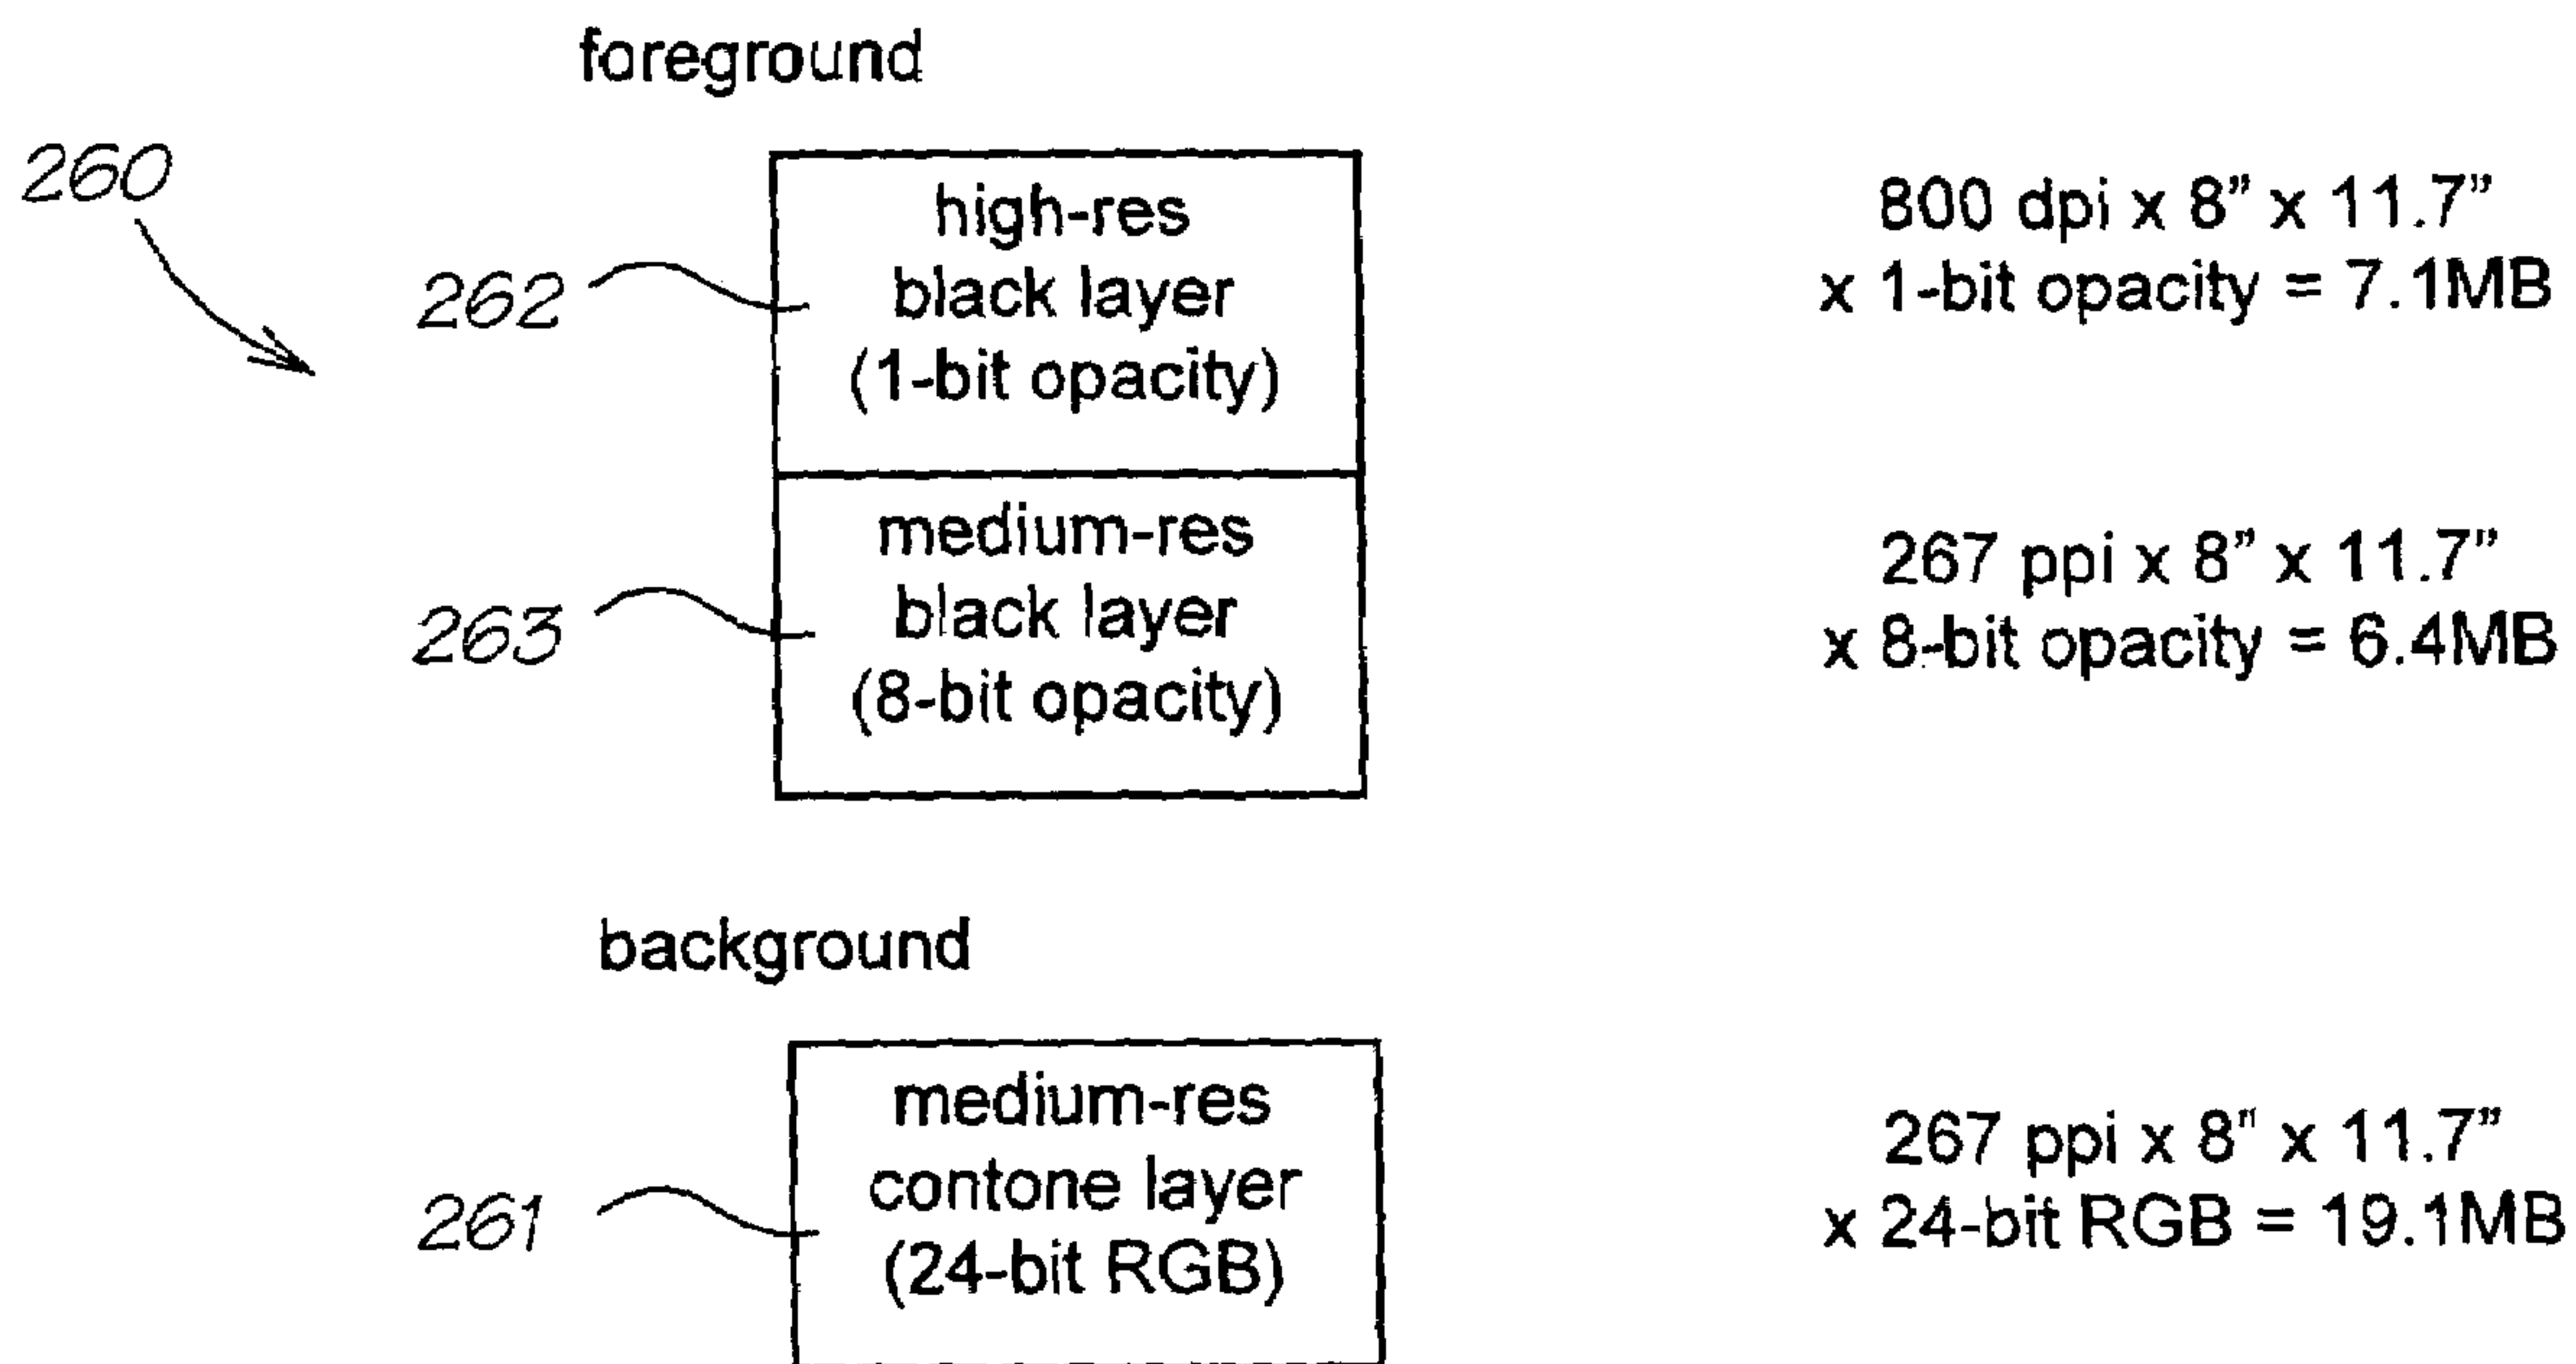 foreground
260
262
high-res
black layer
(1-bit opacity)
800 dpi x 8” x 11.7”
x 1-bit opacity = 7.1MB
263
medium-res
black layer
(8-bit opacity)
267 ppi x 8” x 11.7”
x 8-bit opacity = 6.4MB
background
261
medium-res
contone layer
(24-bit RGB)
267 ppi x 8" x 11.7”
x 24-bit RGB = 19.1MB